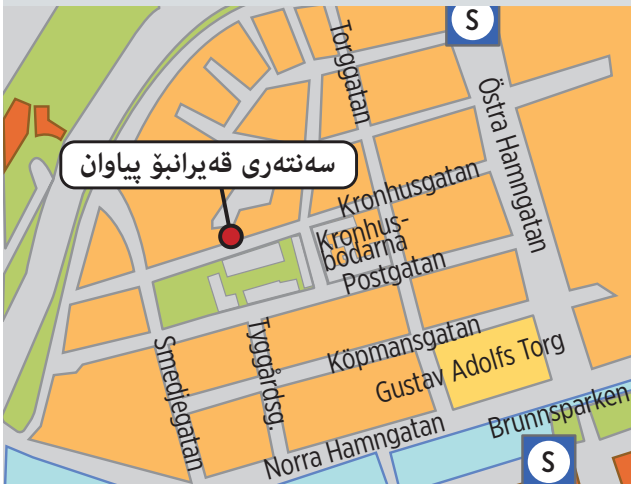 S
Torggatan
Östra Hamngatan
سەنتەری قەیرانبۆ پیاوان
Kronhusgatan
Kronhus-
bodarna
Postgatan
Smedjegatan
Tyggårdsg.
Köpmansgatan
Gustav Adolfs Torg
Brunnsparken
Norra Hamngatan
S